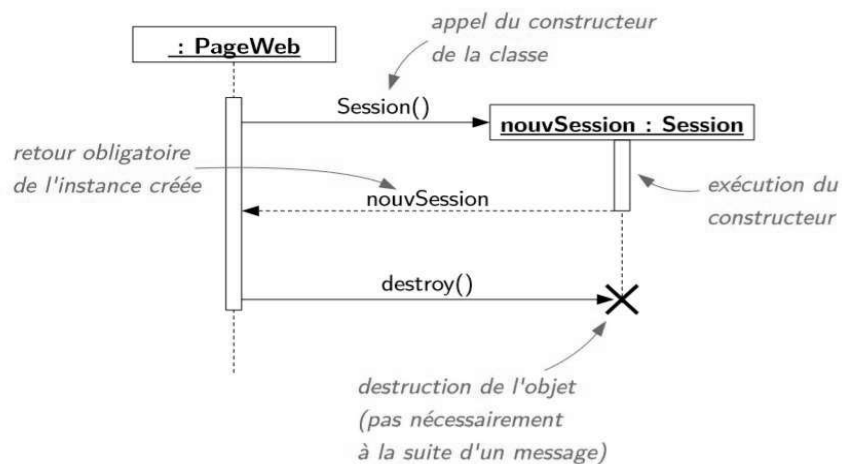 appel du constructeur
de la classe
: PageWeb
Session()
nouvSession : Session
retour obligatoire
de l'instance créée
nouvSession
exécution du
constructeur
destroy()
destruction de l'objet
(pas nécessairement
à la suite d'un message)